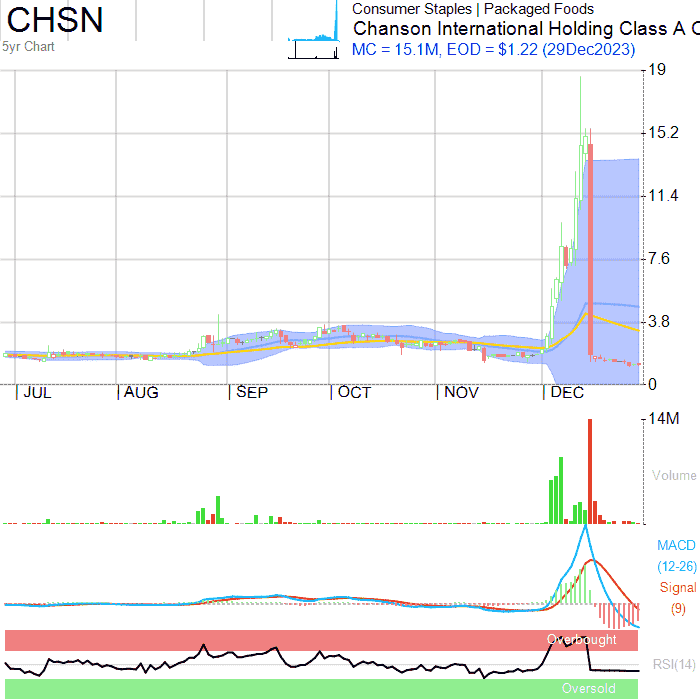 CHSN
5yr Chart
Consumer Staples | Packaged Foods
Chanson International Holding Class A O
MC = 15.1M, EOD = $1.22 (29Dec2023)
19
15.2
11.4
7.6
3.8
0
JUL AUG SEP OCT NOV DEC
14M
Volume
MACD
(12-26)
Signal
(9)
Overbought
RSI(14)
Oversold